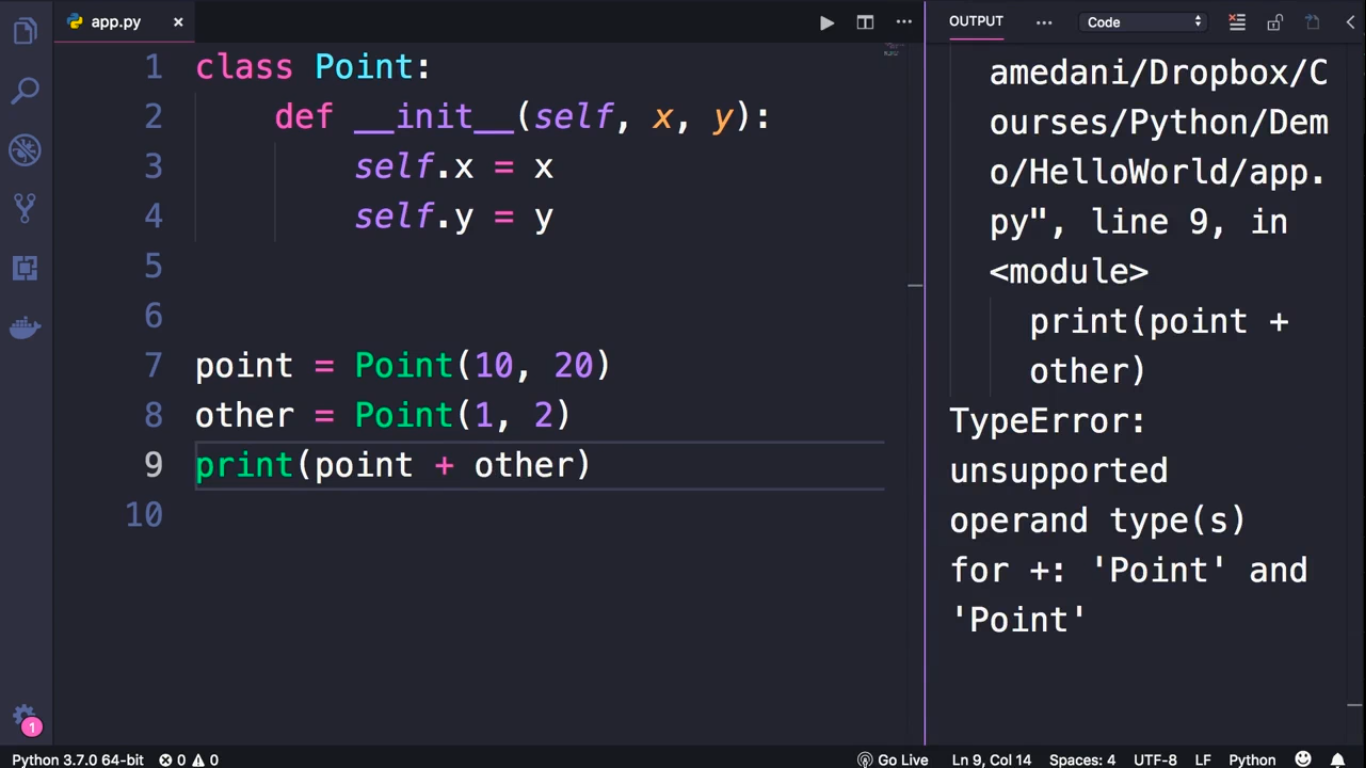 app.py
OUTPUT
Code
1 class Point:
2     def __init__(self, x, y):
3         self.x = x
4         self.y = y
5
6
7 point = Point(10, 20)
8 other = Point(1, 2)
9 print(point + other)
10
amedani/Dropbox/C
ourses/Python/Dem
o/HelloWorld/app.
py", line 9, in
<module>
print(point +
other)
TypeError:
unsupported
operand type(s)
for +: 'Point' and
'Point'
1
Python 3.7.0 64-bit 0 0 Go Live Ln 9, Col 14 Spaces: 4 UTF-8 LF Python